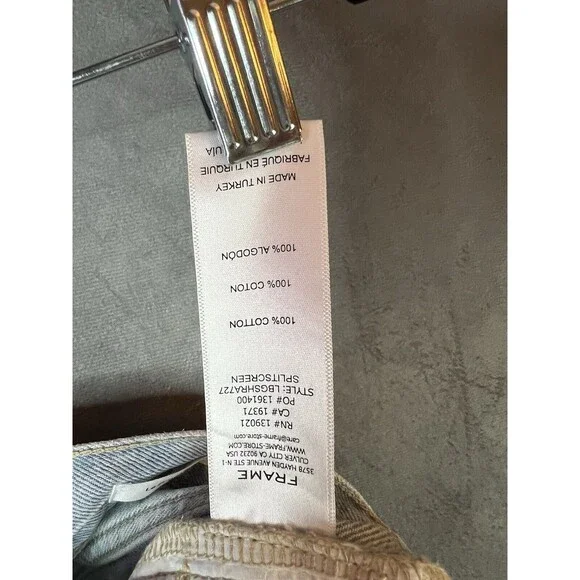 FRAME
3578 HAYDEN AVENUE STE N-1
CULVER CITY CA 90232 USA
WWW.FRAME-STORE.COM
care@frame-store.com
RN# 139021
CA# 19371
PO# 1361400
STYLE: LBGSHRA727
SPLITSCREEN
100% COTTON
100% COTON
100% ALGODÓN
MADE IN TURKEY
FABRIQUÉ EN TURQUIE